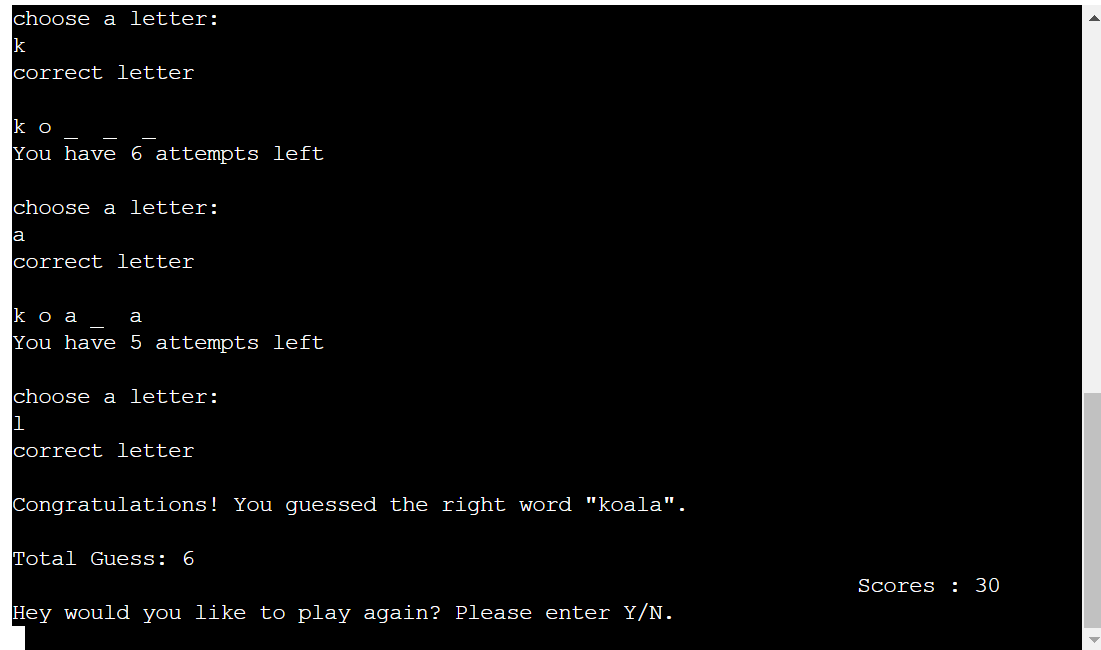 choose a letter:
k
correct letter
k o _  _  _
You have 6 attempts left
choose a letter:
a
correct letter
k o a _  a
You have 5 attempts left
choose a letter:
l
correct letter
Congratulations! You guessed the right word "koala".
Total Guess: 6
Scores : 30
Hey would you like to play again? Please enter Y/N.